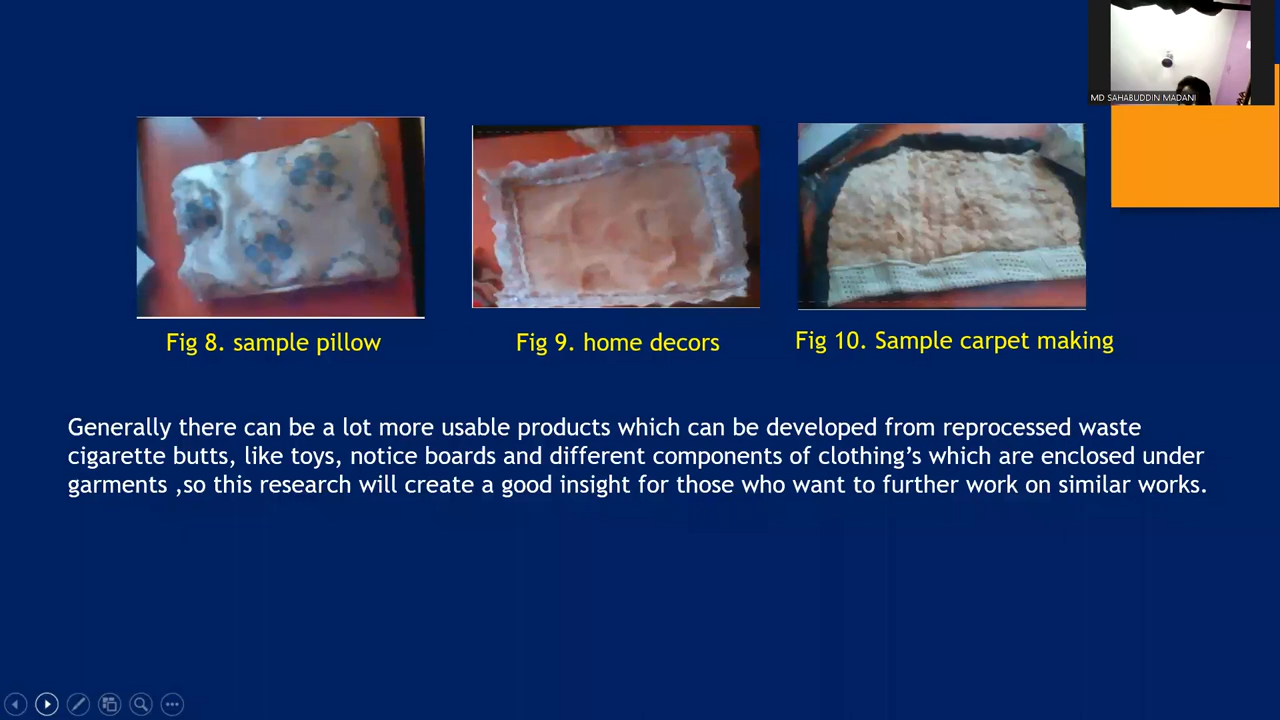 MD SAHABUDDIN MADANI
Fig 8. sample pillow
Fig 9. home decors
Fig 10. Sample carpet making
Generally there can be a lot more usable products which can be developed from reprocessed waste
cigarette butts, like toys, notice boards and different components of clothing’s which are enclosed under
garments ,so this research will create a good insight for those who want to further work on similar works.